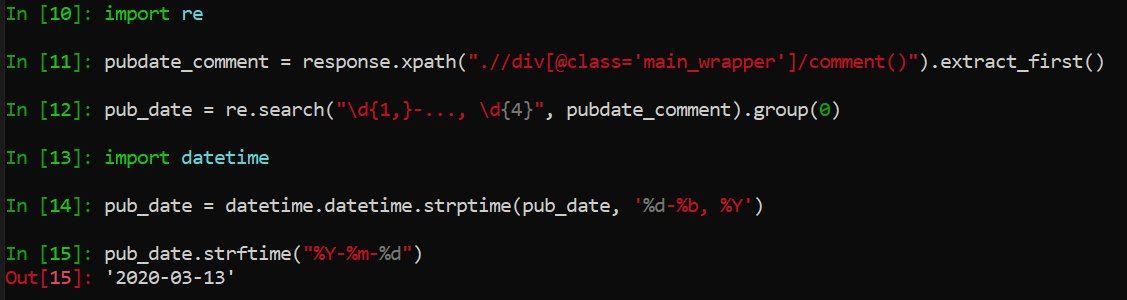 In [10]: import re
In [11]: pubdate_comment = response.xpath(".//div[@class='main_wrapper']/comment()").extract_first()
In [12]: pub_date = re.search("\d{1,}-..., \d{4}", pubdate_comment).group(0)
In [13]: import datetime
In [14]: pub_date = datetime.datetime.strptime(pub_date, '%d-%b, %Y')
In [15]: pub_date.strftime("%Y-%m-%d")
Out[15]: '2020-03-13'